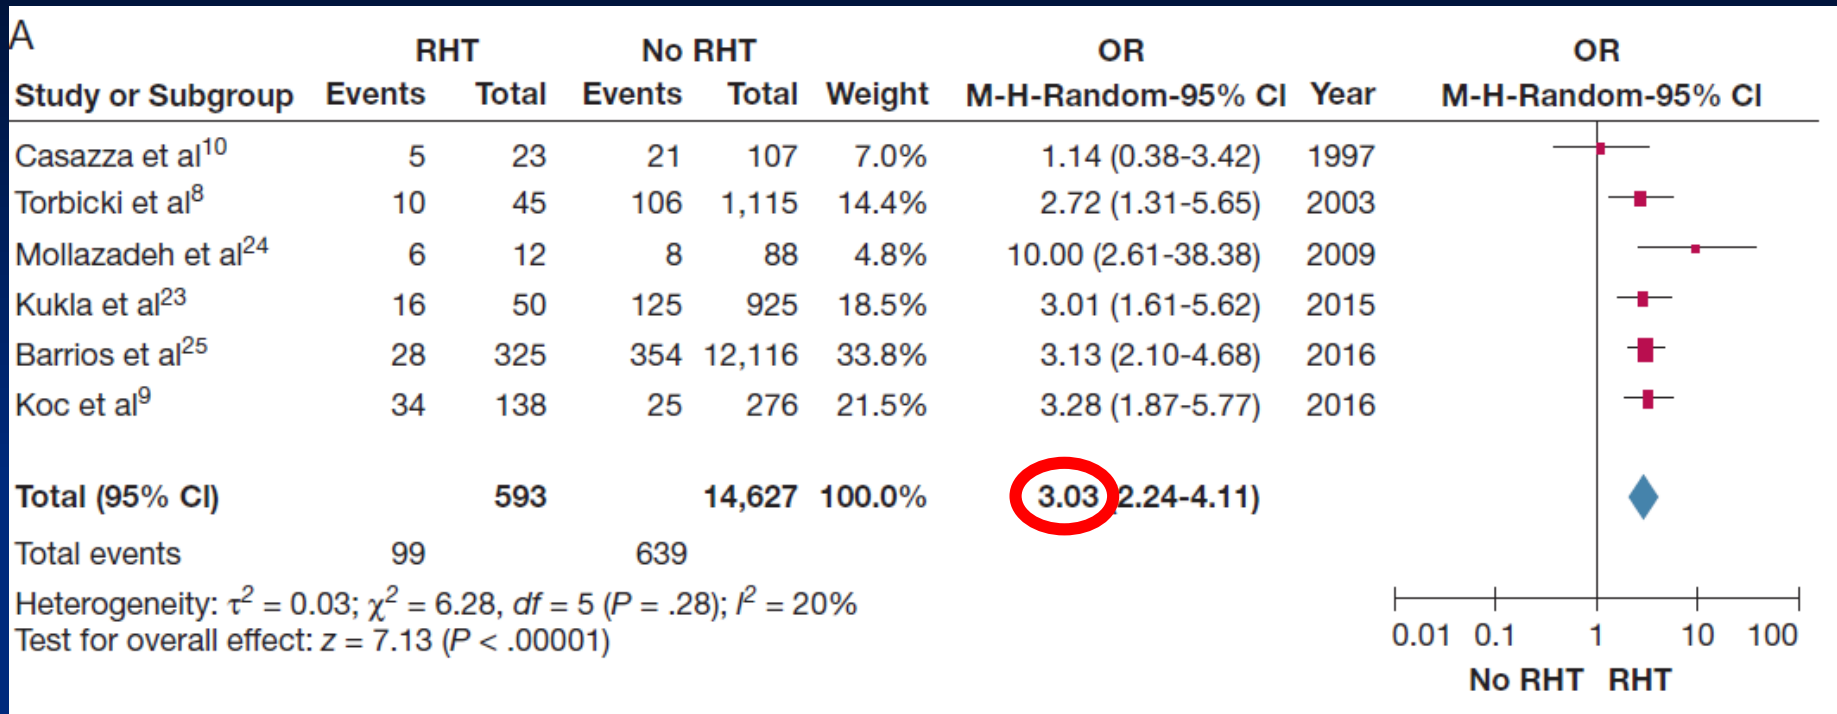 A
RHT No RHT OR OR
Study or Subgroup Events Total Events Total Weight M-H-Random-95% CI Year M-H-Random-95% CI
Casazza et al10 5 23 21 107 7.0% 1.14 (0.38-3.42) 1997
Torbicki et al8 10 45 106 1,115 14.4% 2.72 (1.31-5.65) 2003
Mollazadeh et al24 6 12 8 88 4.8% 10.00 (2.61-38.38) 2009
Kukla et al23 16 50 125 925 18.5% 3.01 (1.61-5.62) 2015
Barrios et al25 28 325 354 12,116 33.8% 3.13 (2.10-4.68) 2016
Koc et al9 34 138 25 276 21.5% 3.28 (1.87-5.77) 2016
Total (95% CI) 593 14,627 100.0% 3.03 (2.24-4.11)
Total events 99 639
Heterogeneity: τ2 = 0.03; χ2 = 6.28, df = 5 (P = .28); I2 = 20%
Test for overall effect: z = 7.13 (P < .00001)
0.01 0.1 1 10 100
No RHT RHT